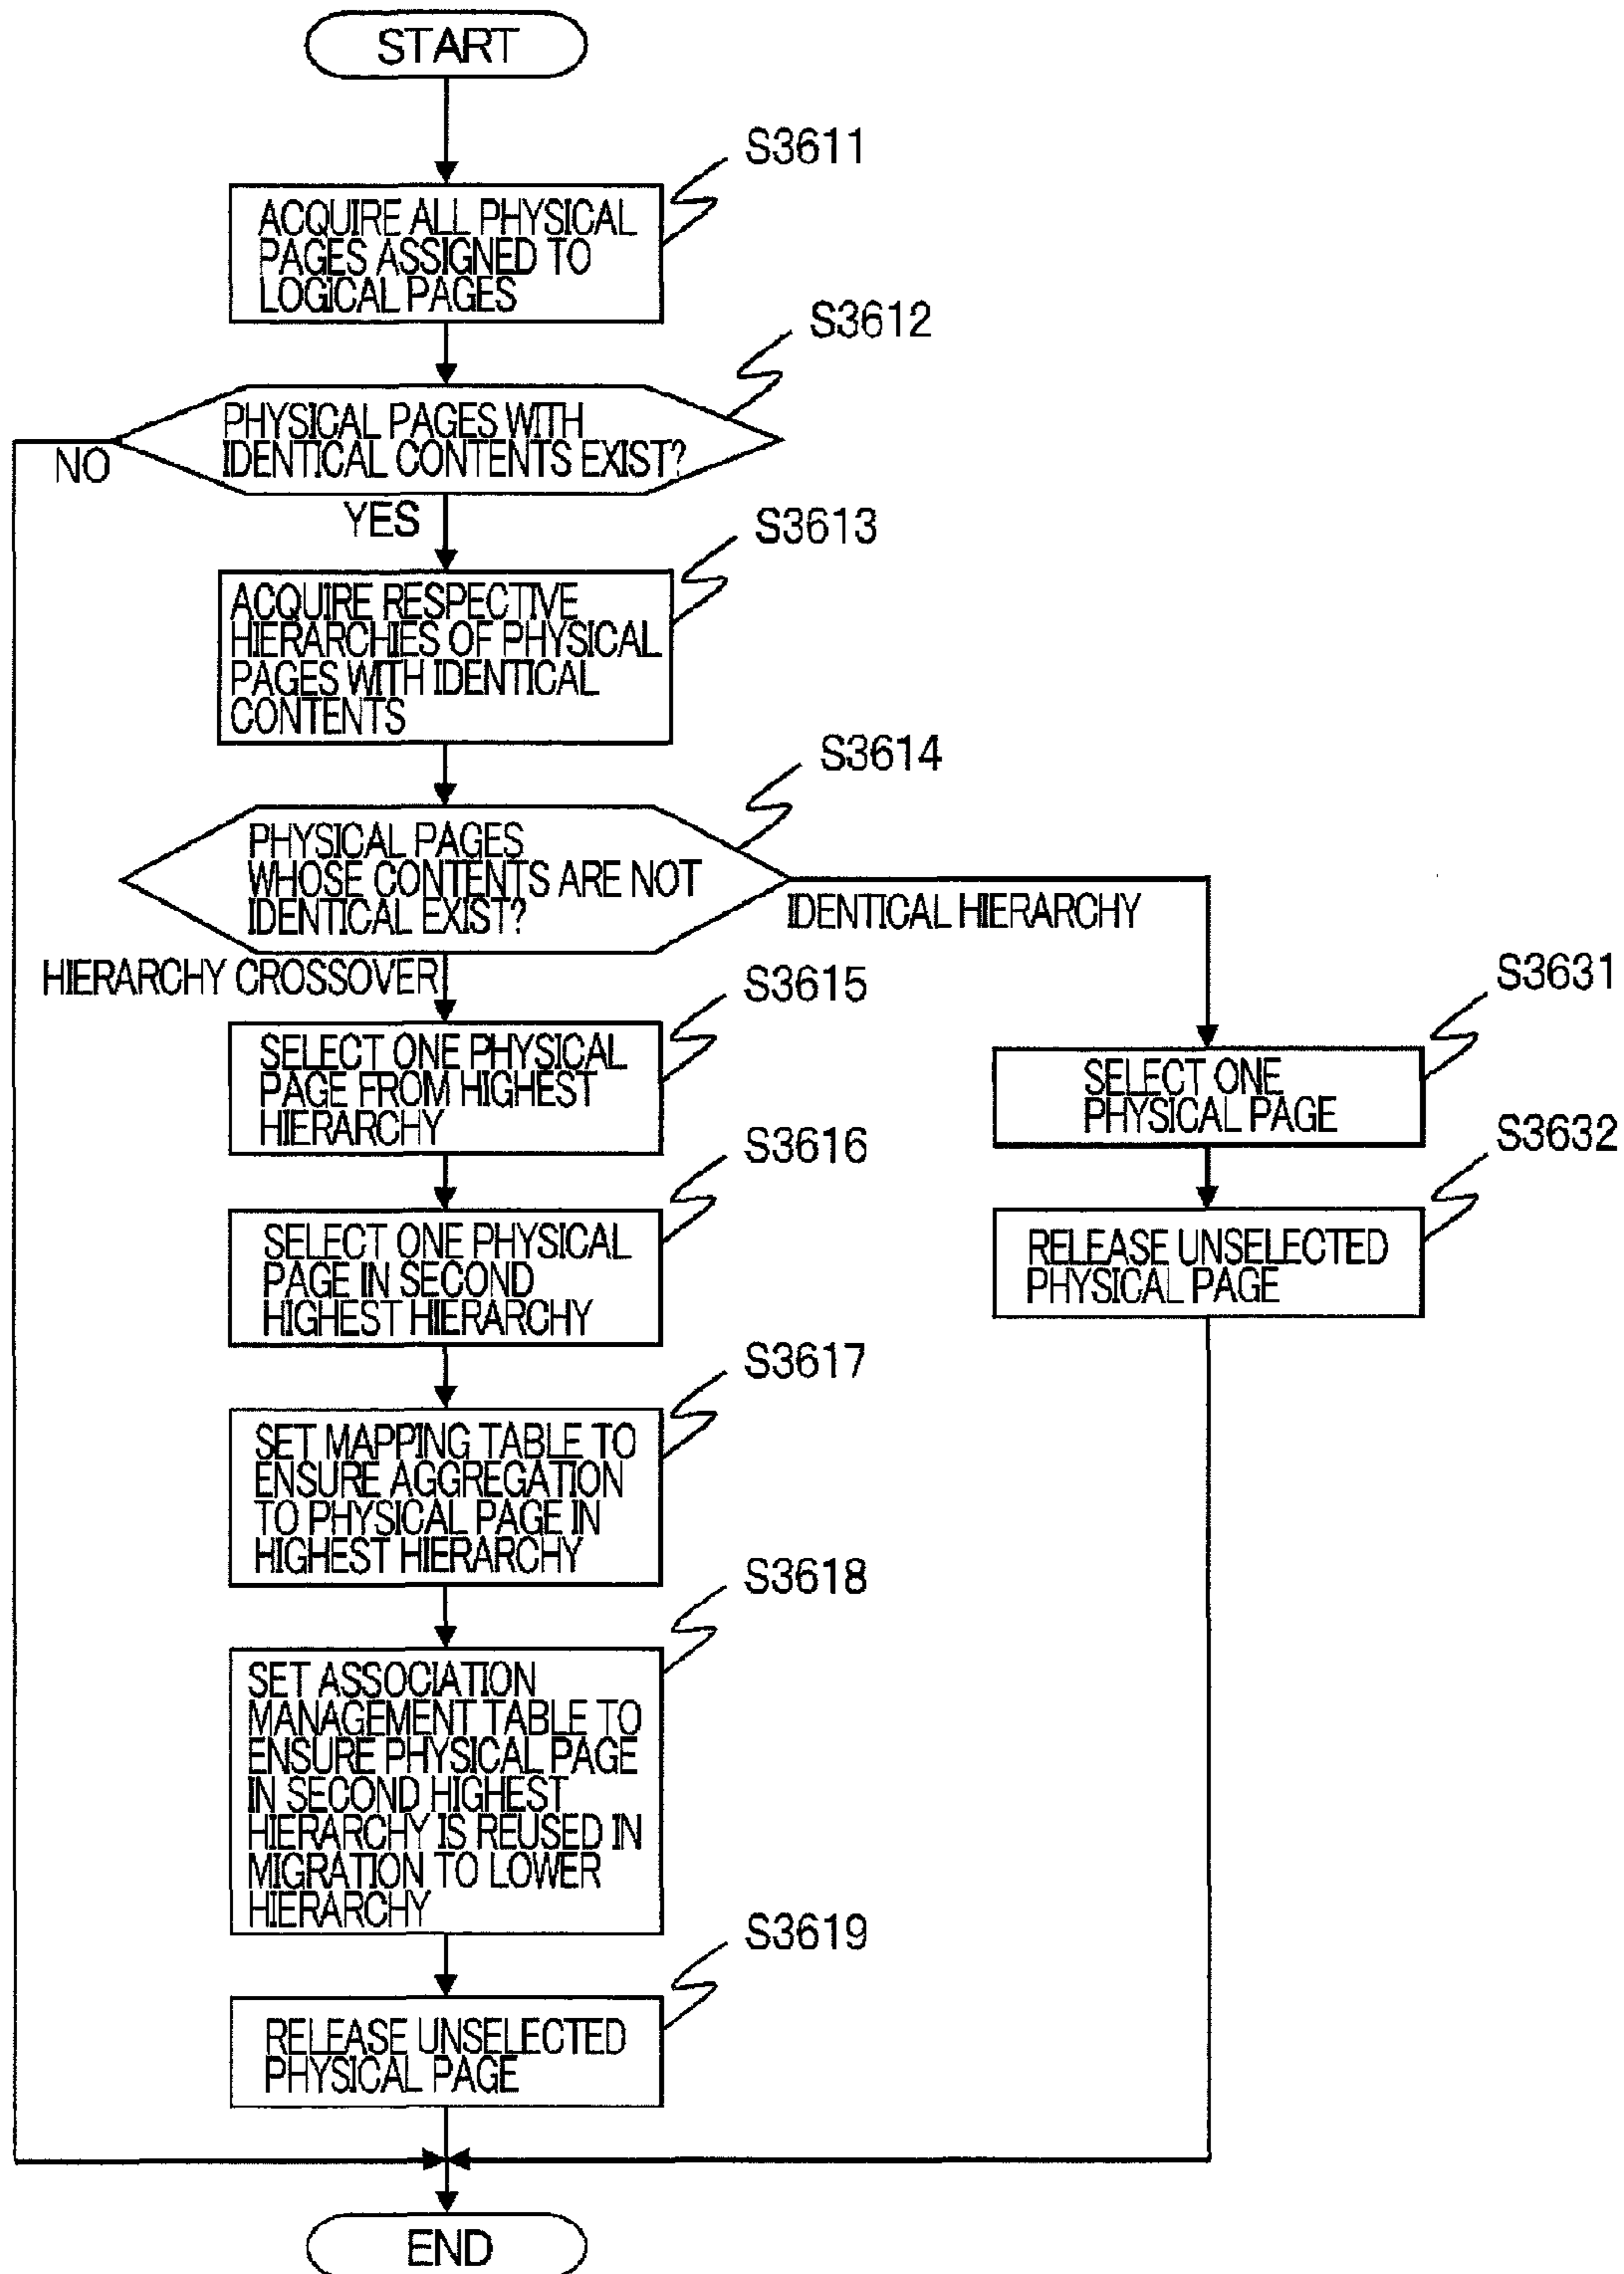 START
S3611
ACQUIRE ALL PHYSICAL
PAGES ASSIGNED TO
LOGICAL PAGES
S3612
PHYSICAL PAGES WITH
IDENTICAL CONTENTS EXIST?
NO
YES
S3613
ACQUIRE RESPECTIVE
HIERARCHIES OF PHYSICAL
PAGES WITH IDENTICAL
CONTENTS
S3614
PHYSICAL PAGES
WHOSE CONTENTS ARE NOT
IDENTICAL EXIST?
IDENTICAL HIERARCHY
HIERARCHY CROSSOVER
S3615
SELECT ONE PHYSICAL
PAGE FROM HIGHEST
HIERARCHY
S3631
SELECT ONE
PHYSICAL PAGE
S3616
SELECT ONE PHYSICAL
PAGE IN SECOND
HIGHEST HIERARCHY
S3632
RELEASE UNSELECTED
PHYSICAL PAGE
S3617
SET MAPPING TABLE TO
ENSURE AGGREGATION
TO PHYSICAL PAGE IN
HIGHEST HIERARCHY
S3618
SET ASSOCIATION
MANAGEMENT TABLE TO
ENSURE PHYSICAL PAGE
IN SECOND HIGHEST
HIERARCHY IS REUSED IN
MIGRATION TO LOWER
HIERARCHY
S3619
RELEASE UNSELECTED
PHYSICAL PAGE
END